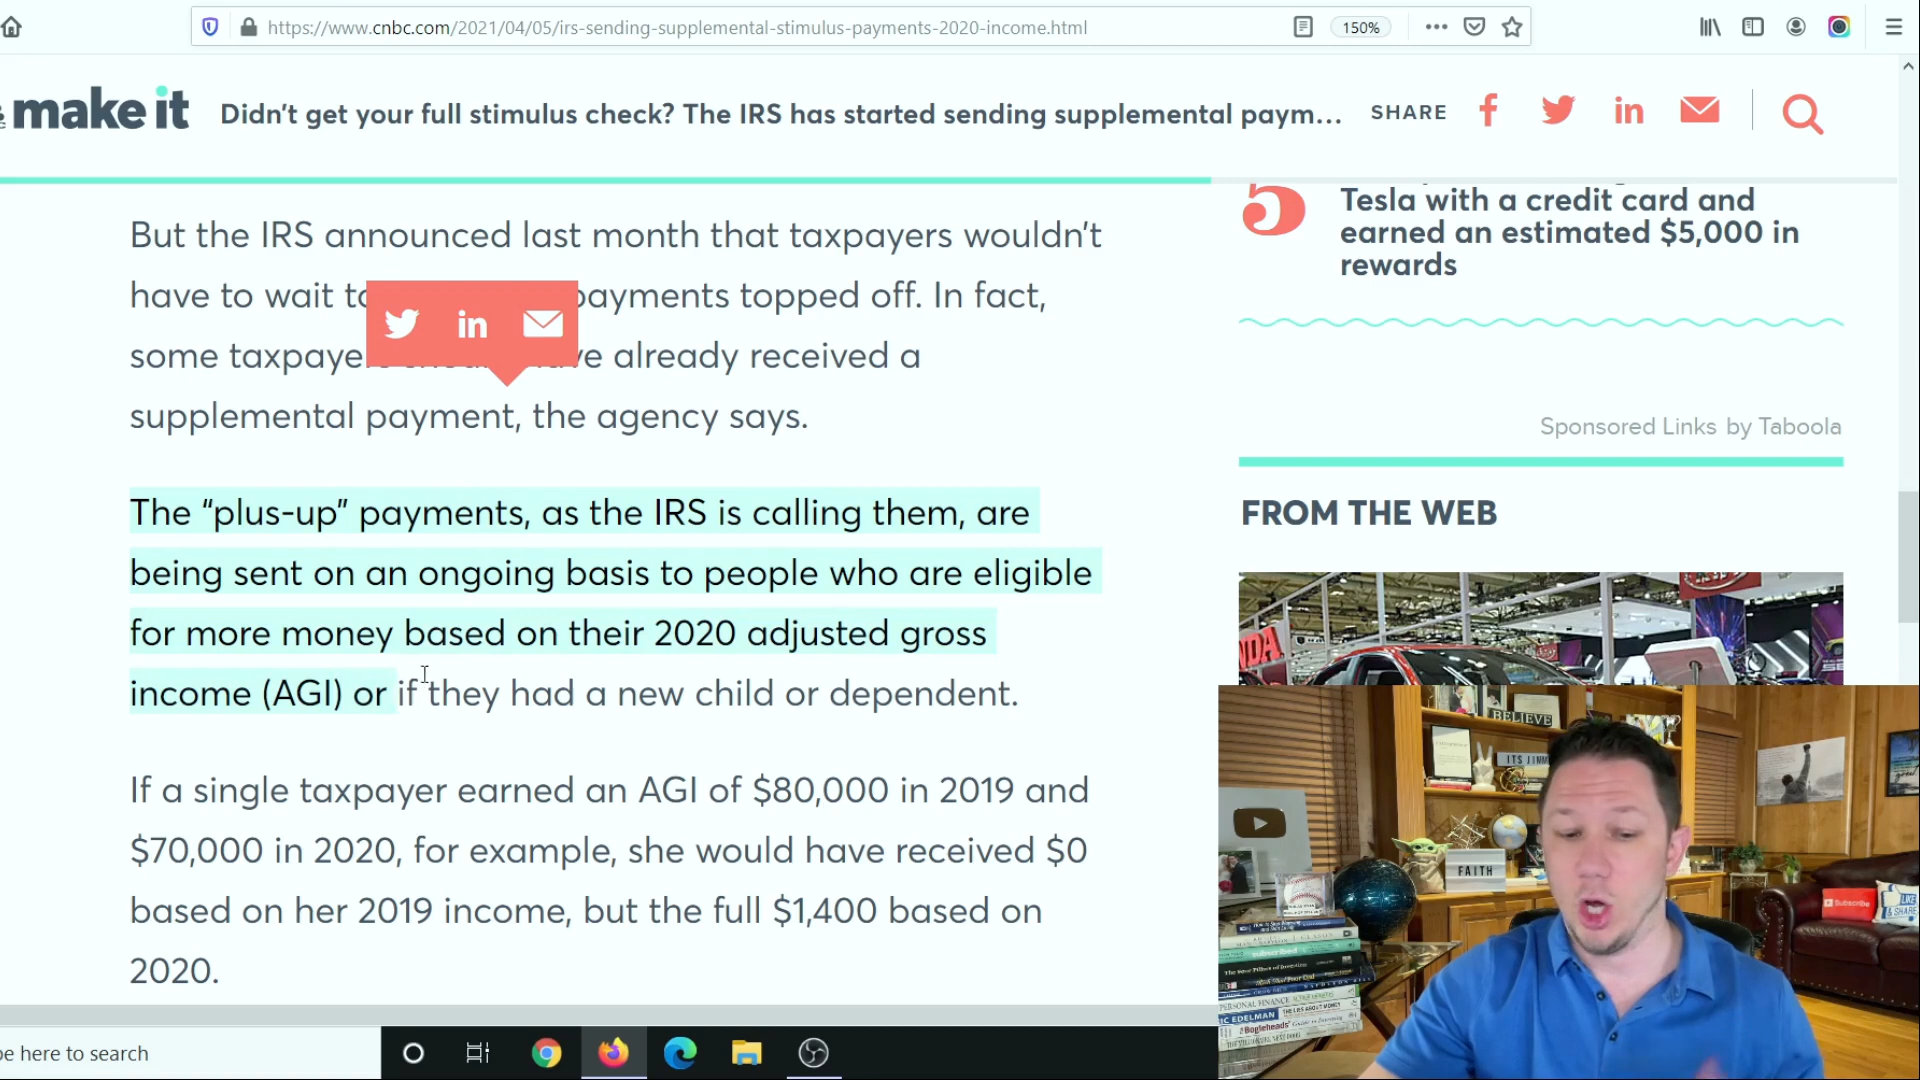 https://www.cnbc.com/2021/04/05/irs-sending-supplemental-stimulus-payments-2020-income.html
150%
make it
Didn't get your full stimulus check? The IRS has started sending supplemental paym...
SHARE
5
Tesla with a credit card and
earned an estimated $5,000 in
rewards
But the IRS announced last month that taxpayers wouldn't
have to wait payments topped off. In fact,
some already received a
supplemental payment, the agency says.
Sponsored Links by Taboola
The “plus-up” payments, as the IRS is calling them, are
being sent on an ongoing basis to people who are eligible
for more money based on their 2020 adjusted gross
income (AGI) or if they had a new child or dependent.
FROM THE WEB
If a single taxpayer earned an AGI of $80,000 in 2019 and
$70,000 in 2020, for example, she would have received $0
based on her 2019 income, but the full $1,400 based on
2020.
BELIEVE
FAITH
Subscribe
LIKE
& SHARE
PERSONAL FINANCE
here to search